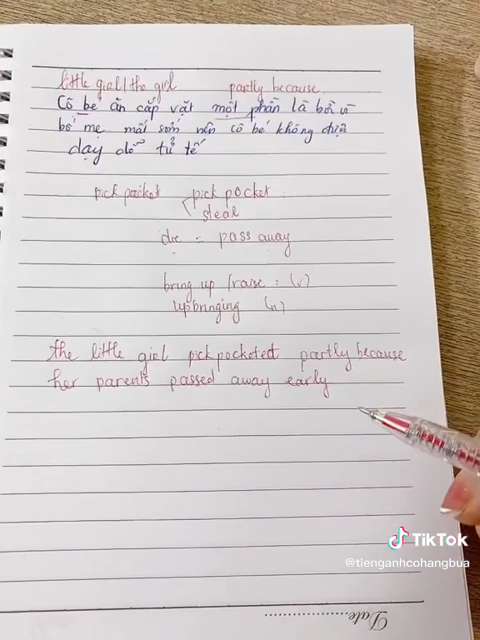 little girl / the girl partly because
Cô bé ăn cắp vặt một phần là bởi vì
bố mẹ mất sớm nên cô bé không được
dạy dỗ tử tế
pick pocket pick pocket
steal
die = pass away
bring up / raise : (v)
upbringing (n)
the little girl pickpocketed partly because
her parents passed away early
TikTok
@tienganhcohangbua
Date